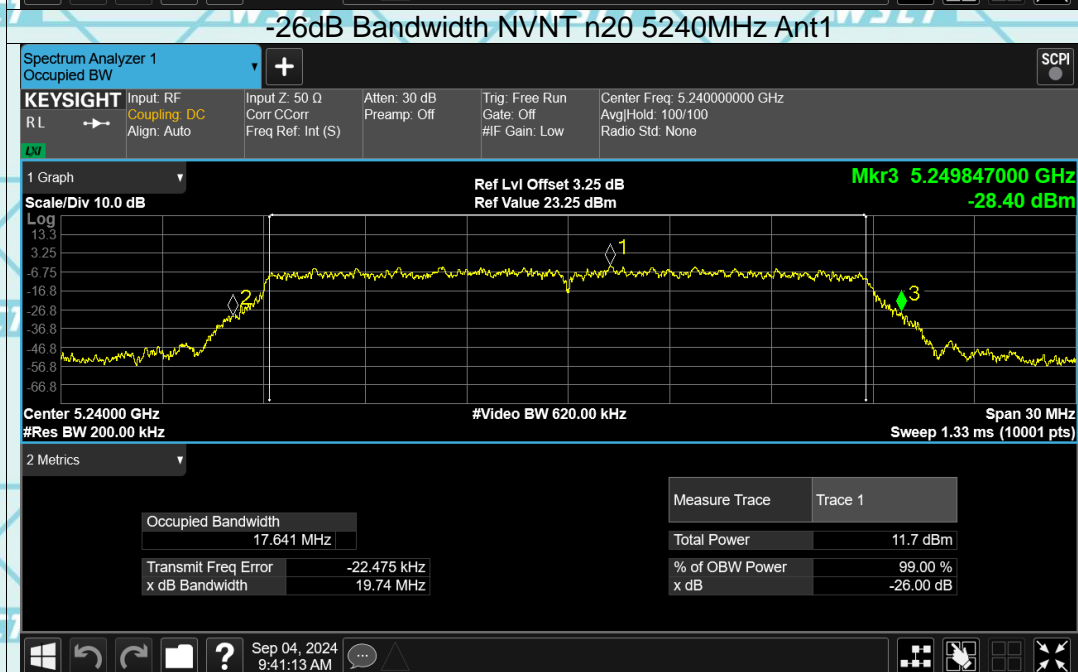 -26dB Bandwidth NVNT n20 5240MHz Ant1
Spectrum Analyzer 1
Occupied BW
+
SCPI
KEYSIGHT
R L
LXI
Input: RF
Coupling: DC
Align: Auto
Input Z: 50 Ω
Corr CCorr
Freq Ref: Int (S)
Atten: 30 dB
Preamp: Off
Trig: Free Run
Gate: Off
#IF Gain: Low
Center Freq: 5.240000000 GHz
Avg|Hold: 100/100
Radio Std: None
1 Graph
Scale/Div 10.0 dB
Ref Lvl Offset 3.25 dB
Ref Value 23.25 dBm
Mkr3 5.249847000 GHz
-28.40 dBm
Log
13.3
3.25
-6.75
-16.8
-26.8
-36.8
-46.8
-56.8
-66.8
1
2
3
Center 5.24000 GHz
#Res BW 200.00 kHz
#Video BW 620.00 kHz
Span 30 MHz
Sweep 1.33 ms (10001 pts)
2 Metrics
Occupied Bandwidth
17.641 MHz
Transmit Freq Error -22.475 kHz
x dB Bandwidth 19.74 MHz
Measure Trace Trace 1
Total Power 11.7 dBm
% of OBW Power 99.00 %
x dB -26.00 dB
?
Sep 04, 2024
9:41:13 AM